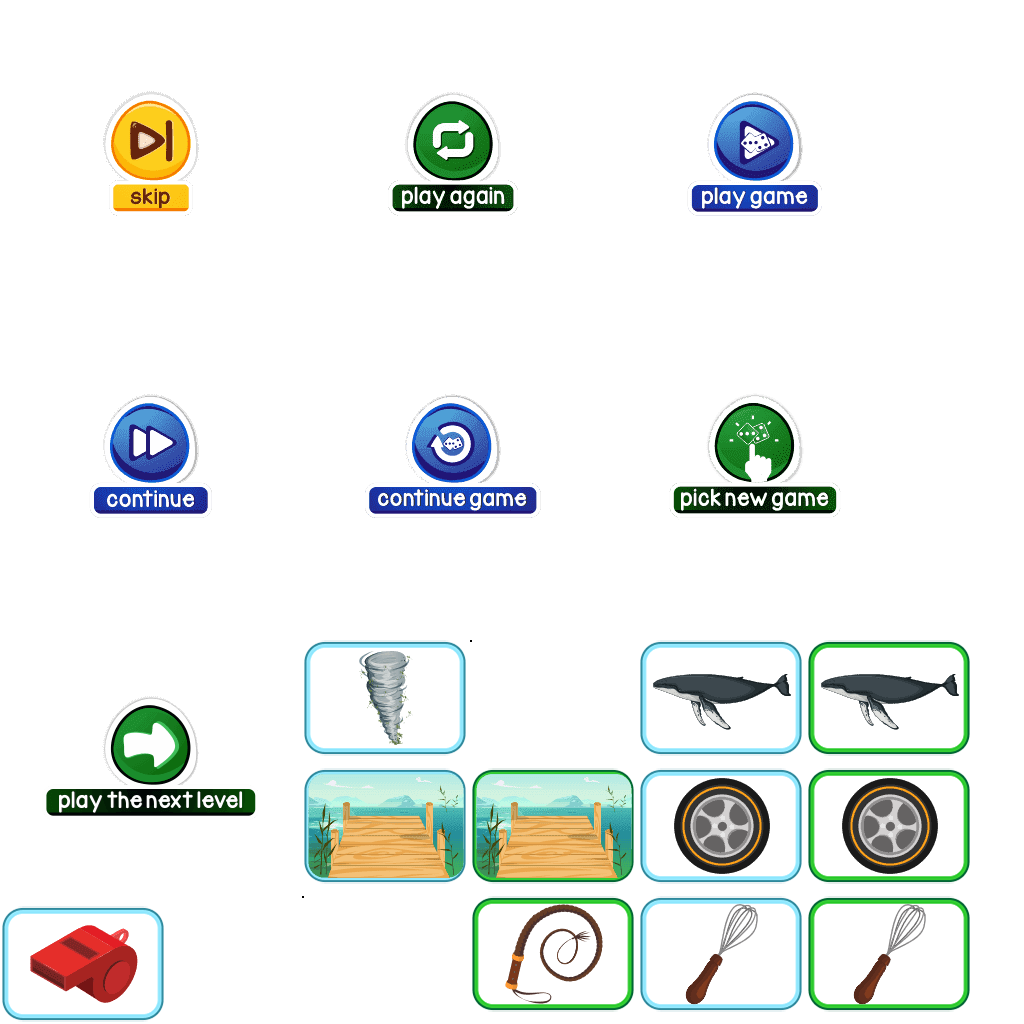 skip
play again
play game
continue
continue game
pick new game
play the next level